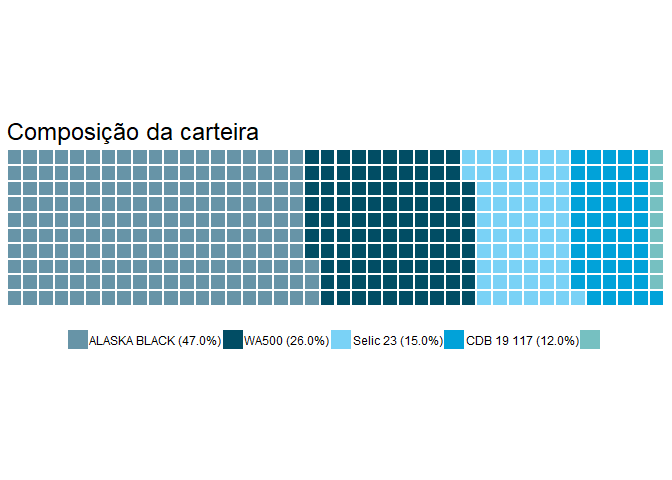 Composição da carteira
ALASKA BLACK (47.0%) WA500 (26.0%) Selic 23 (15.0%) CDB 19 117 (12.0%)